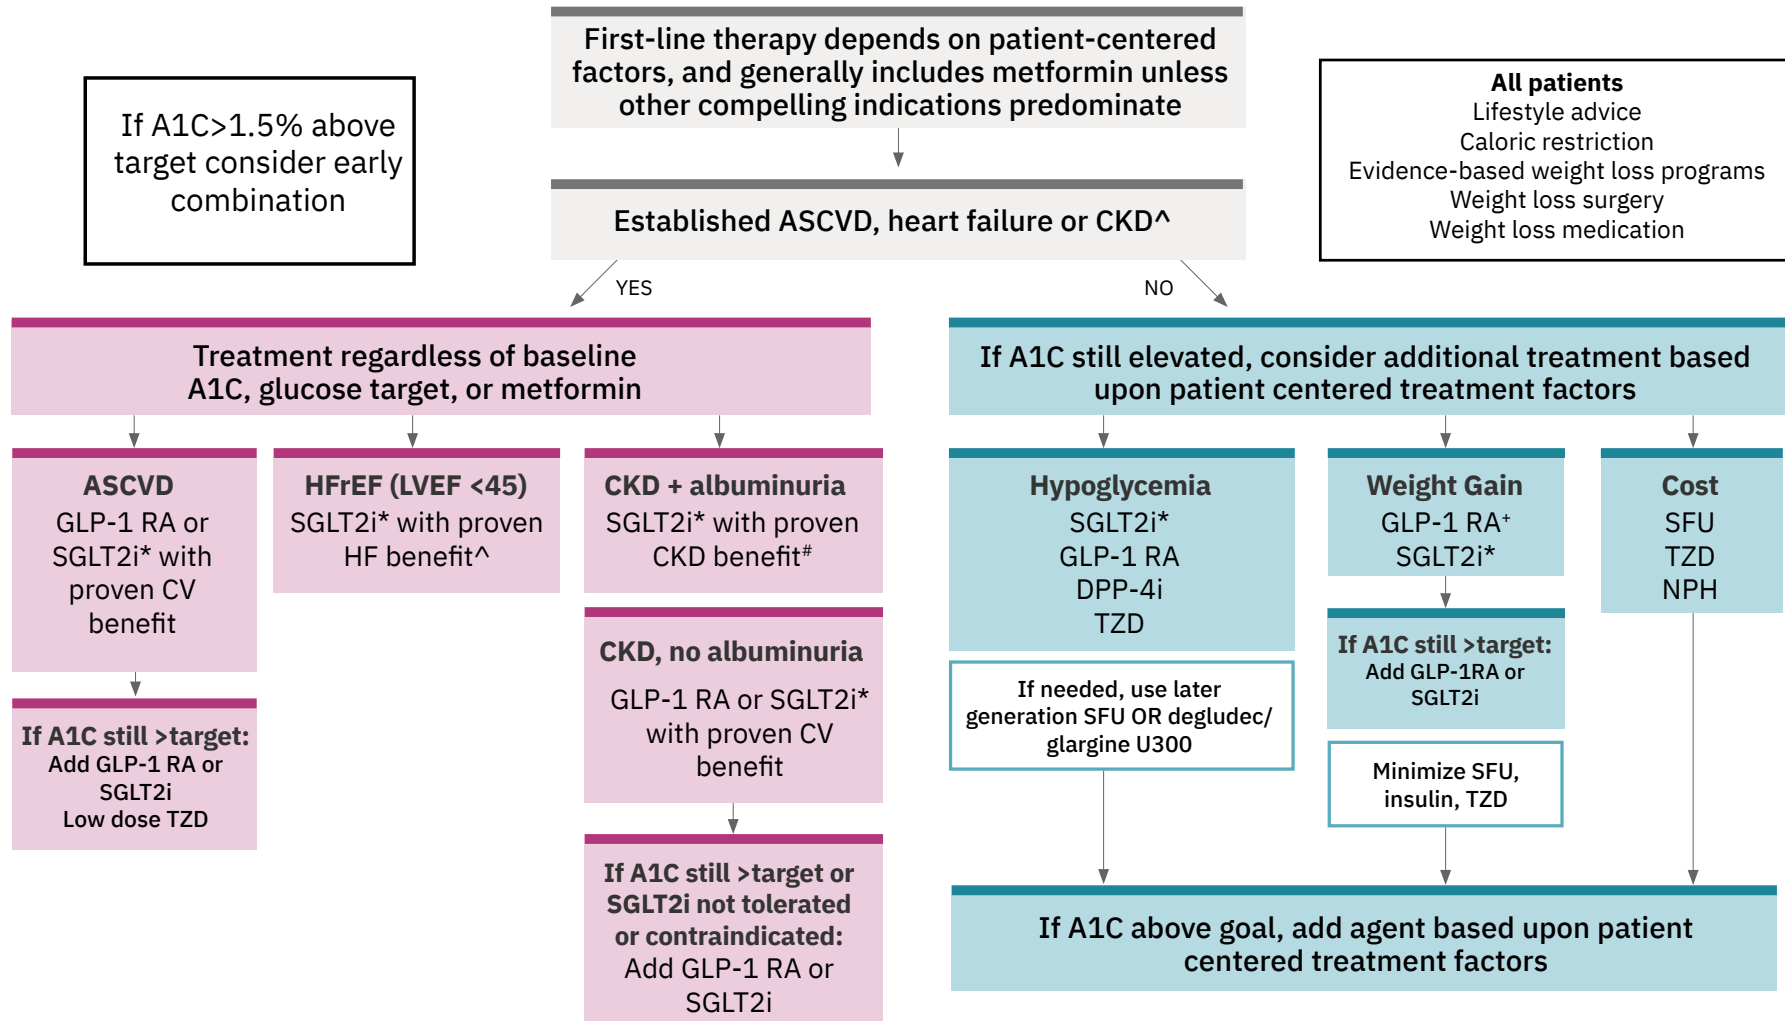 First-line therapy depends on patient-centered
factors, and generally includes metformin unless
other compelling indications predominate
If A1C>1.5% above
target consider early
combination
All patients
Lifestyle advice
Caloric restriction
Evidence-based weight loss programs
Weight loss surgery
Weight loss medication
Established ASCVD, heart failure or CKD^
YES
NO
Treatment regardless of baseline
A1C, glucose target, or metformin
ASCVD
GLP-1 RA or
SGLT2i* with
proven CV
benefit
If A1C still >target:
Add GLP-1 RA or
SGLT2i
Low dose TZD
HFrEF (LVEF <45)
SGLT2i* with proven
HF benefit^
CKD + albuminuria
SGLT2i* with proven
CKD benefit#
CKD, no albuminuria
GLP-1 RA or SGLT2i*
with proven CV
benefit
If A1C still >target or
SGLT2i not tolerated
or contraindicated:
Add GLP-1 RA or
SGLT2i
If A1C still elevated, consider additional treatment based
upon patient centered treatment factors
Hypoglycemia
SGLT2i*
GLP-1 RA
DPP-4i
TZD
If needed, use later
generation SFU OR degludec/
glargine U300
Weight Gain
GLP-1 RA+
SGLT2i*
If A1C still >target:
Add GLP-1RA or
SGLT2i
Minimize SFU,
insulin, TZD
Cost
SFU
TZD
NPH
If A1C above goal, add agent based upon patient
centered treatment factors